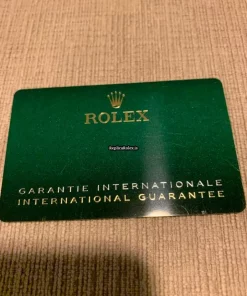 ROLEX
GARANTIE INTERNATIONALE
INTERNATIONAL GUARANTEE